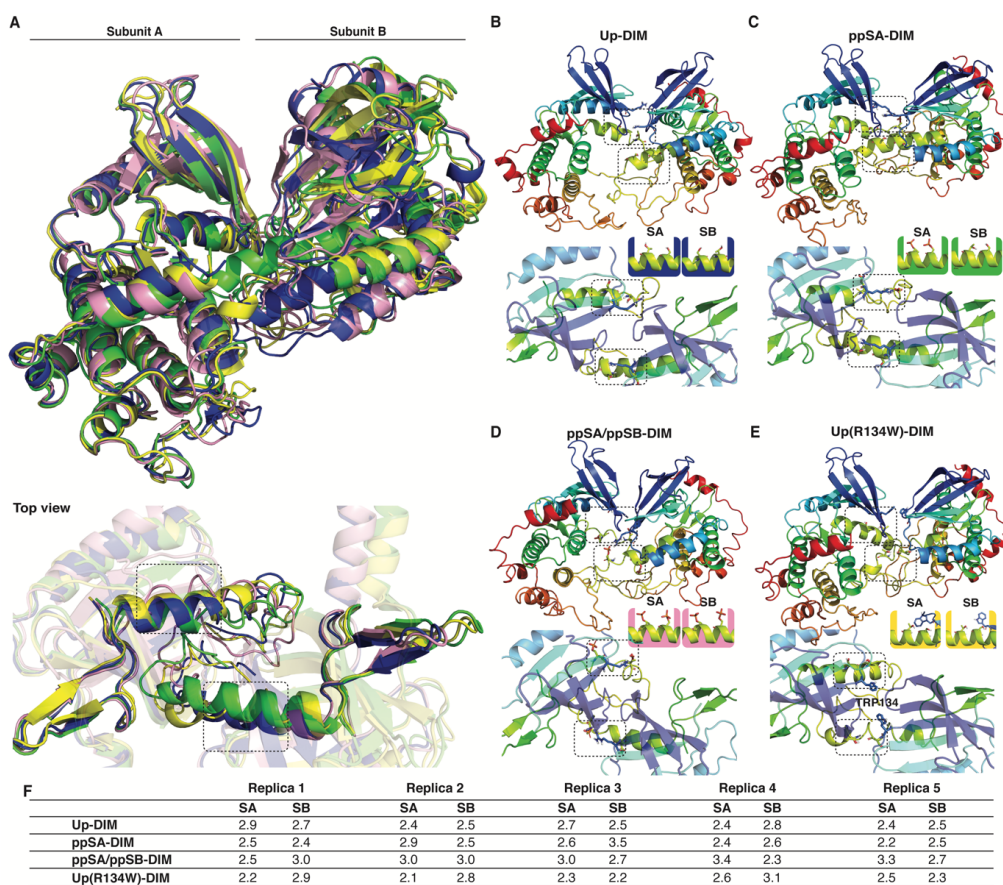 A
Subunit A Subunit B
B
Up-DIM
SA SB
C
ppSA-DIM
SA SB
Top view
D
ppSA/ppSB-DIM
SA SB
E
Up(R134W)-DIM
SA SB
TRP134
F
Replica 1 Replica 2 Replica 3 Replica 4 Replica 5
SA SB SA SB SA SB SA SB SA SB
Up-DIM 2.9 2.7 2.4 2.5 2.7 2.5 2.4 2.8 2.4 2.5
ppSA-DIM 2.5 2.4 2.9 2.5 2.6 3.5 2.4 2.6 2.2 2.5
ppSA/ppSB-DIM 2.5 3.0 3.0 3.0 3.0 2.7 3.4 2.3 3.3 2.7
Up(R134W)-DIM 2.2 2.9 2.1 2.8 2.3 2.2 2.6 3.1 2.5 2.3